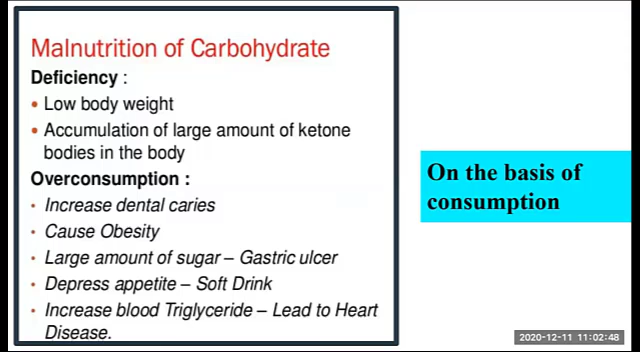 Malnutrition of Carbohydrate
Deficiency :
• Low body weight
• Accumulation of large amount of ketone
bodies in the body
Overconsumption :
• Increase dental caries
• Cause Obesity
• Large amount of sugar – Gastric ulcer
• Depress appetite – Soft Drink
• Increase blood Triglyceride – Lead to Heart
Disease.
On the basis of
consumption
2020-12-11 11:02:48